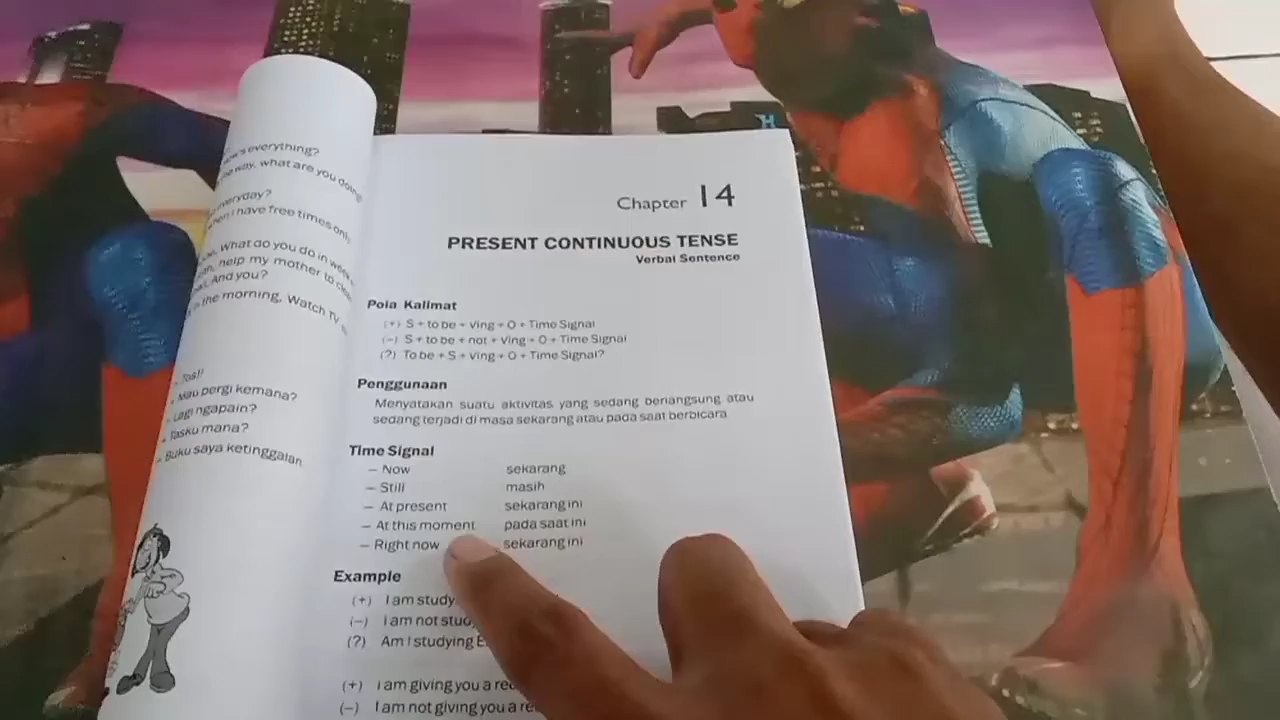 everything?
way, what are you doing
everyday?
I have free times only
What do you do in week
help my mother to
And you?
in the morning, Watch TV
- Tos!!
- Mau pergi kemana?
- Lagi ngapain?
- Tasku mana?
- Buku saya ketinggalan
Chapter 14
PRESENT CONTINUOUS TENSE
Verbal Sentence
Pola Kalimat
(+) S + to be + Ving + O + Time Signal
(-) S + to be + not + Ving + O + Time Signal
(?) To be + S + Ving + O + Time Signal?
Penggunaan
Menyatakan suatu aktivitas yang sedang berlangsung atau
sedang terjadi di masa sekarang atau pada saat berbicara
Time Signal
– Now sekarang
– Still masih
– At present sekarang ini
– At this moment pada saat ini
– Right now sekarang ini
Example
(+) I am study
(-) I am not
(?) Am I studying
(+) I am giving you a
(-) I am not giving you a
H